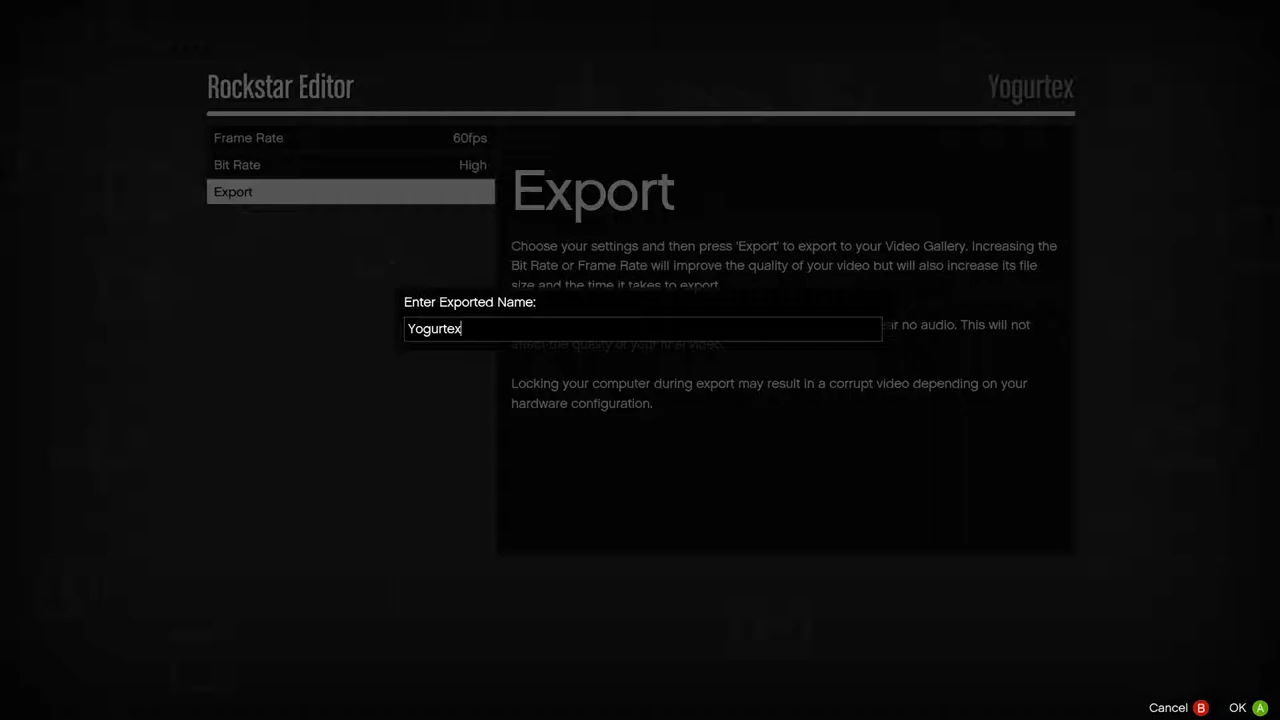 Rockstar Editor
Yogurtex
Frame Rate 60fps
Bit Rate High
Export
Export
Choose your settings and then press 'Export' to export to your Video Gallery. Increasing the
Bit Rate or Frame Rate will improve the quality of your video but will also increase its file
size and the time it takes to export.
Enter Exported Name:
Yogurtex
no audio. This will not
affect the quality of your final video.
Locking your computer during export may result in a corrupt video depending on your
hardware configuration.
Cancel B OK A